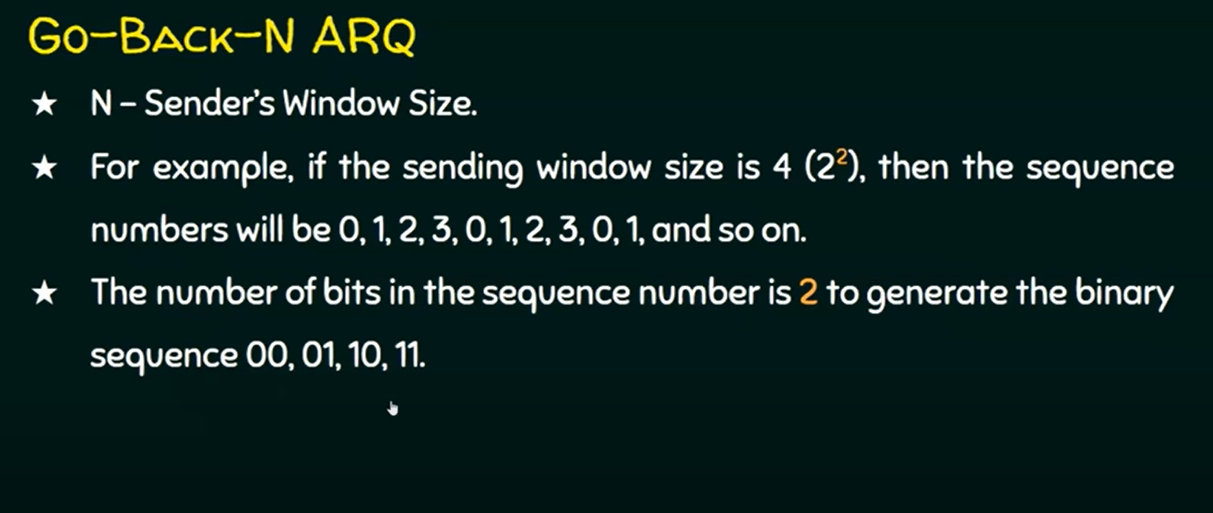 Go-Back-N ARQ
★ N – Sender's Window Size.
★ For example, if the sending window size is 4 (2²), then the sequence
numbers will be 0, 1, 2, 3, 0, 1, 2, 3, 0, 1, and so on.
★ The number of bits in the sequence number is 2 to generate the binary
sequence 00, 01, 10, 11.